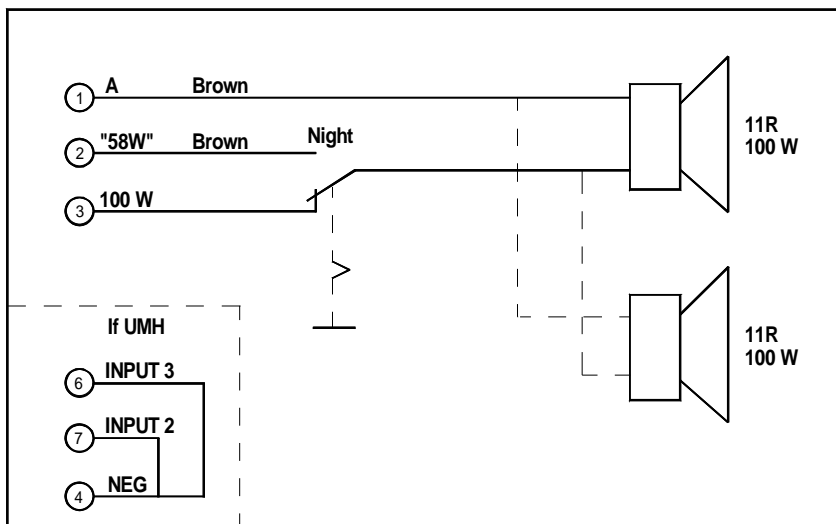 1 A Brown
2 "58W" Brown Night
3 100 W
11R
100 W
11R
100 W
If UMH
6 INPUT 3
7 INPUT 2
4 NEG